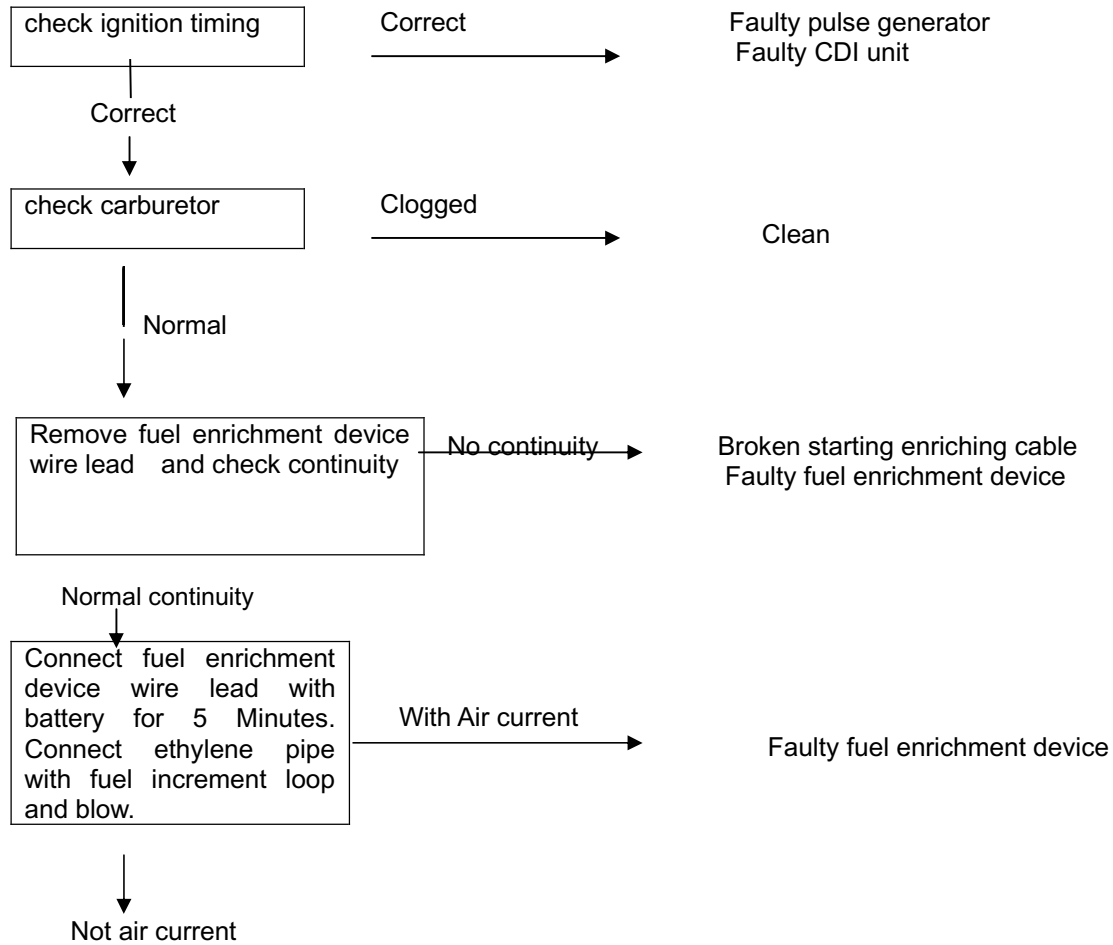 check ignition timing
Correct
Faulty pulse generator
Faulty CDI unit
Correct
check carburetor
Clogged
Clean
Normal
Remove fuel enrichment device
wire lead and check continuity
No continuity
Broken starting enriching cable
Faulty fuel enrichment device
Normal continuity
Connect fuel enrichment
device wire lead with
battery for 5 Minutes.
Connect ethylene pipe
with fuel increment loop
and blow.
With Air current
Faulty fuel enrichment device
Not air current